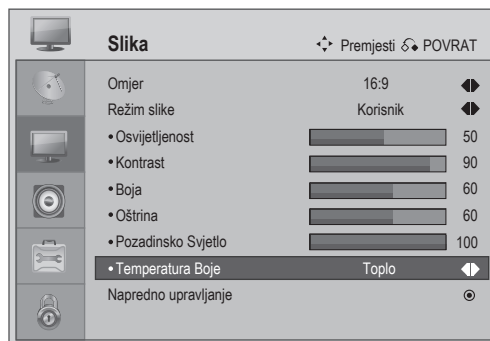 Slika Premjesti POVRAT
Omjer 16:9
Režim slike Korisnik
• Osvijetljenost 50
• Kontrast 90
• Boja 60
• Oštrina 60
• Pozadinsko Svjetlo 100
• Temperatura Boje Toplo
Napredno upravljanje